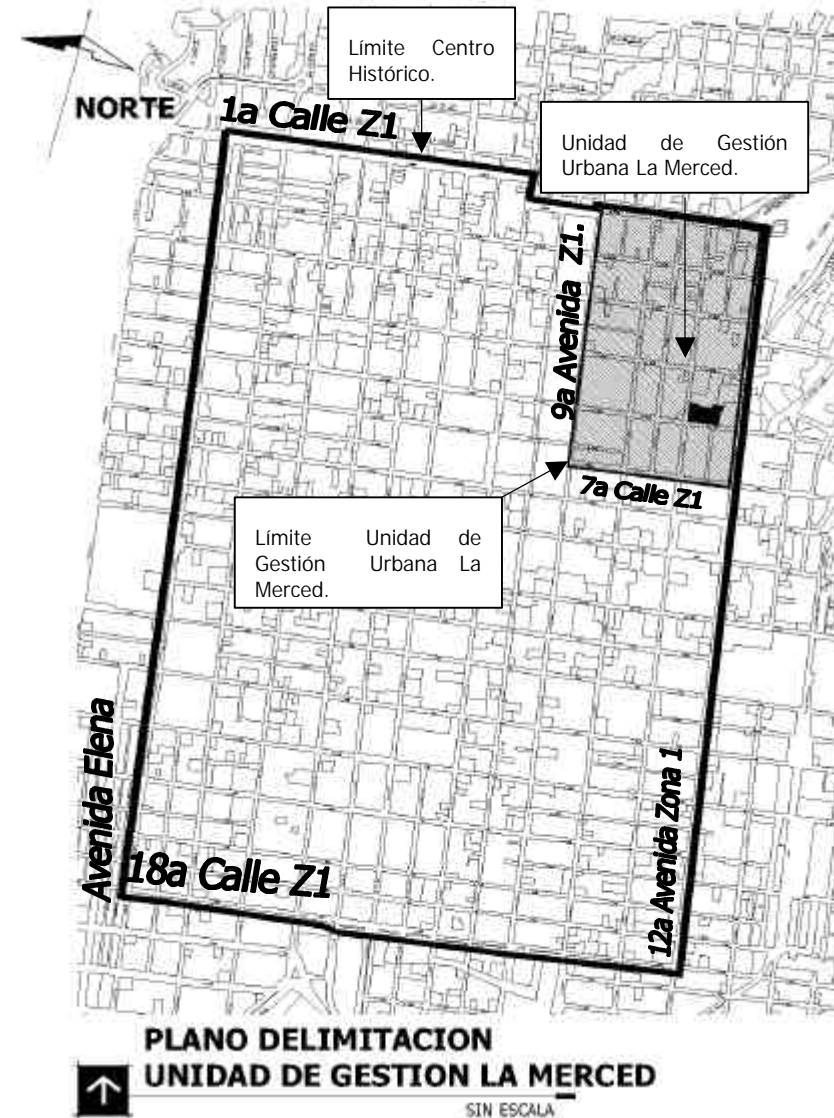 Límite Centro
Histórico.
NORTE
1a Calle Z1
Unidad de Gestión
Urbana La Merced.
9a Avenida Z1.
7a Calle Z1
Límite Unidad de
Gestión Urbana La
Merced.
Avenida Elena
12a Avenida Zona 1
18a Calle Z1
PLANO DELIMITACION
UNIDAD DE GESTION LA MERCED
SIN ESCALA